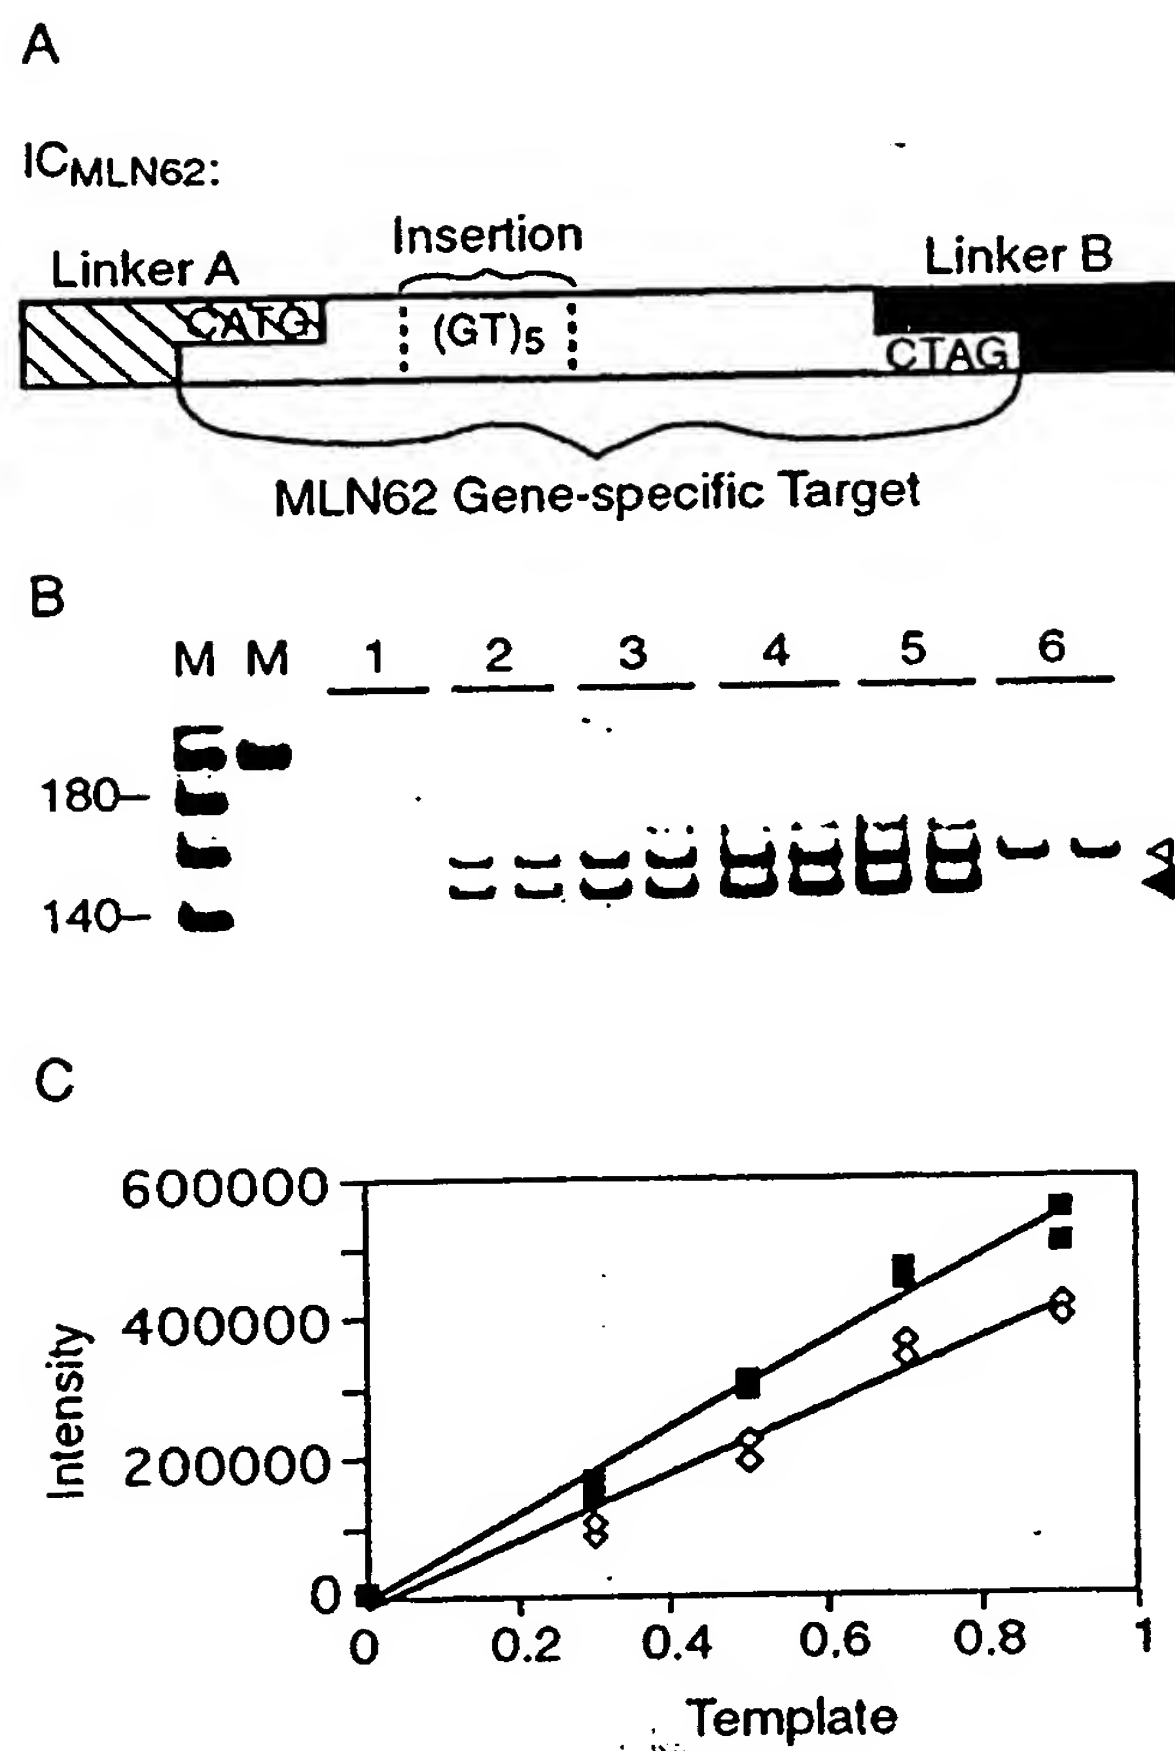 A
IC_MLN62:
Insertion
Linker A
Linker B
CATG
(GT)5
CTAG
MLN62 Gene-specific Target
B
M M 1 2 3 4 5 6
180–
140–
C
600000
400000
200000
0
Intensity
0 0.2 0.4 0.6 0.8 1
Template